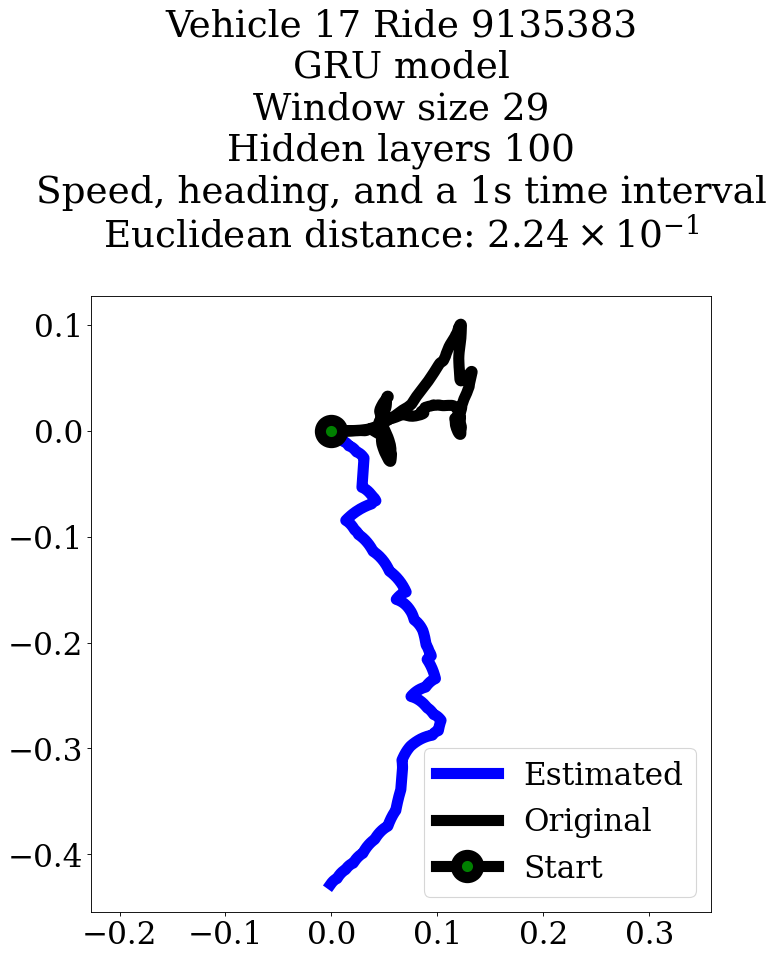 Vehicle 17 Ride 9135383
GRU model
Window size 29
Hidden layers 100
Speed, heading, and a 1s time interval
Euclidean distance: 2.24 × 10⁻¹
0.1
0.0
−0.1
−0.2
−0.3
−0.4
Estimated
Original
Start
−0.2 −0.1 0.0 0.1 0.2 0.3